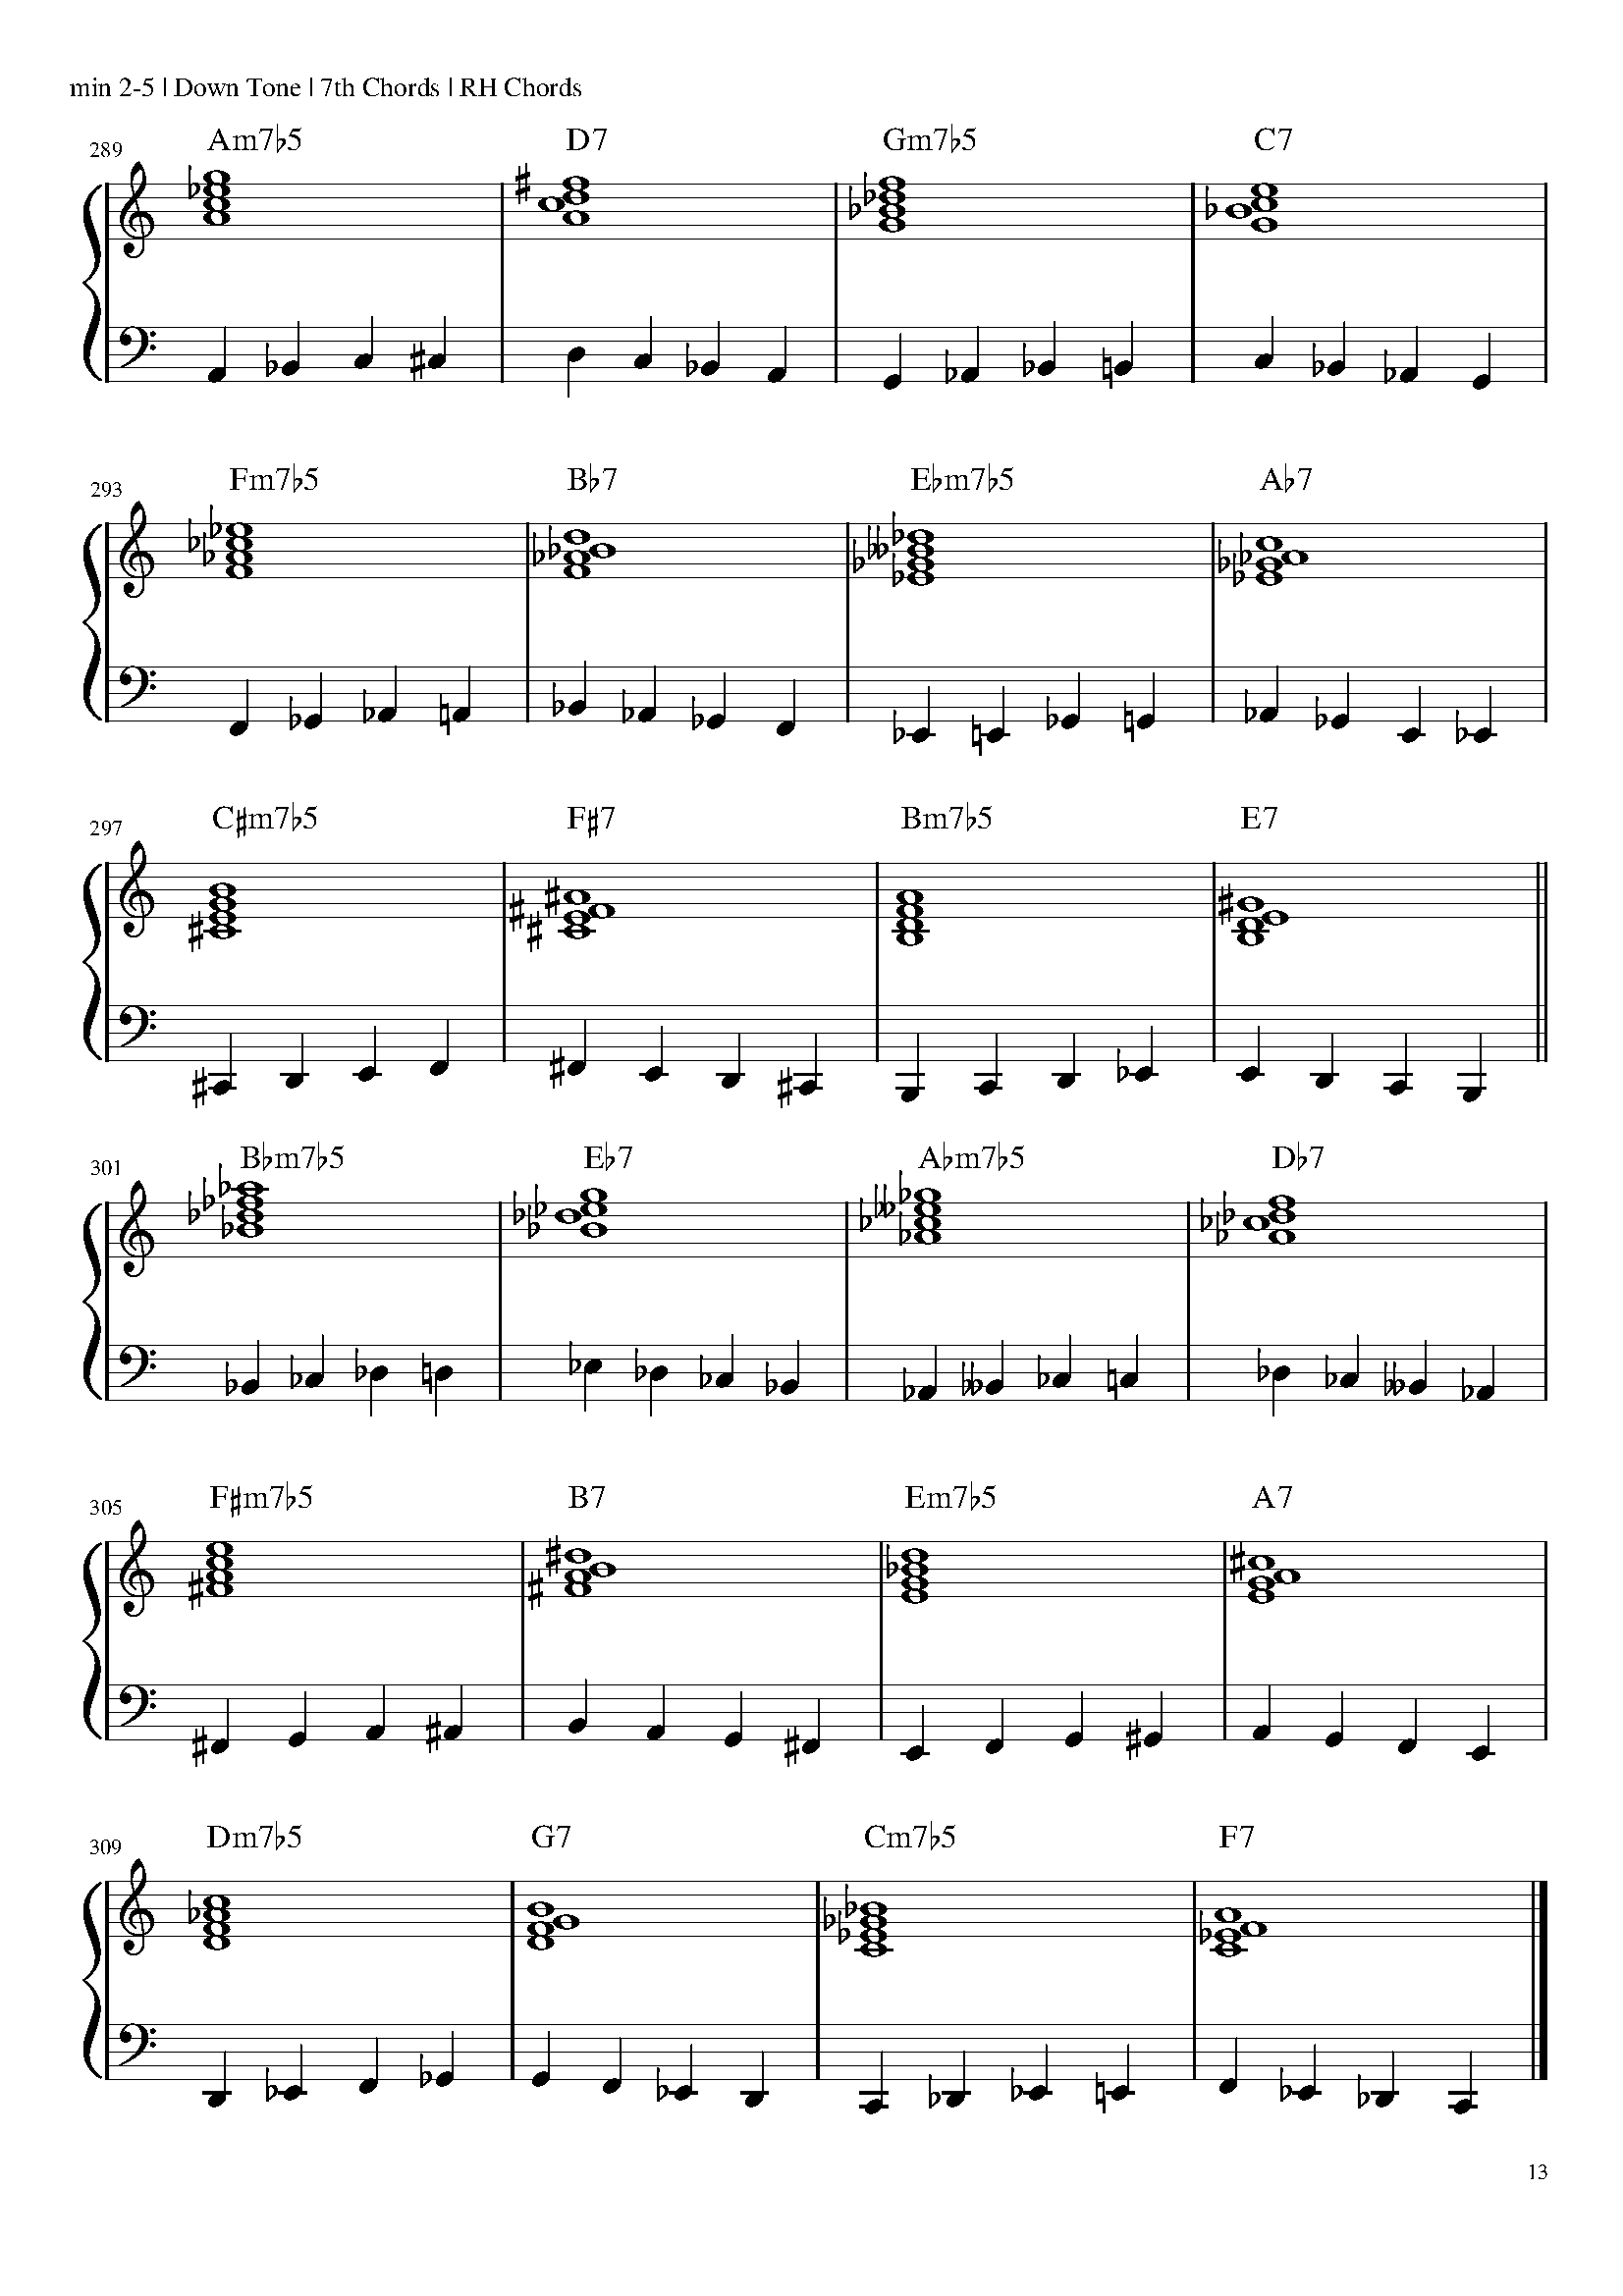 min 2-5 | Down Tone | 7th Chords | RH Chords
289 Am7♭5 D7 Gm7♭5 C7
293 Fm7♭5 B♭7 E♭m7♭5 A♭7
297 C♯m7♭5 F♯7 Bm7♭5 E7
301 B♭m7♭5 E♭7 A♭m7♭5 D♭7
305 F♯m7♭5 B7 Em7♭5 A7
309 Dm7♭5 G7 Cm7♭5 F7
13